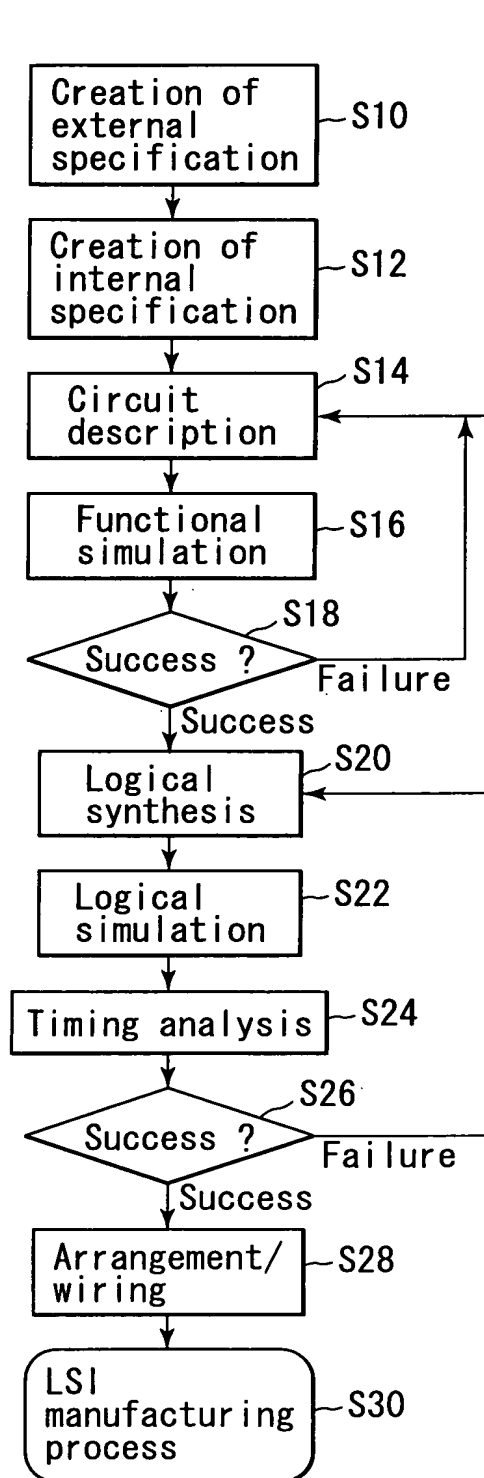 Creation of
external
specification
S10
Creation of
internal
specification
S12
Circuit
description
S14
Functional
simulation
S16
Success ?
S18
Failure
Success
Logical
synthesis
S20
Logical
simulation
S22
Timing analysis
S24
Success ?
S26
Failure
Success
Arrangement/
wiring
S28
LSI
manufacturing
process
S30